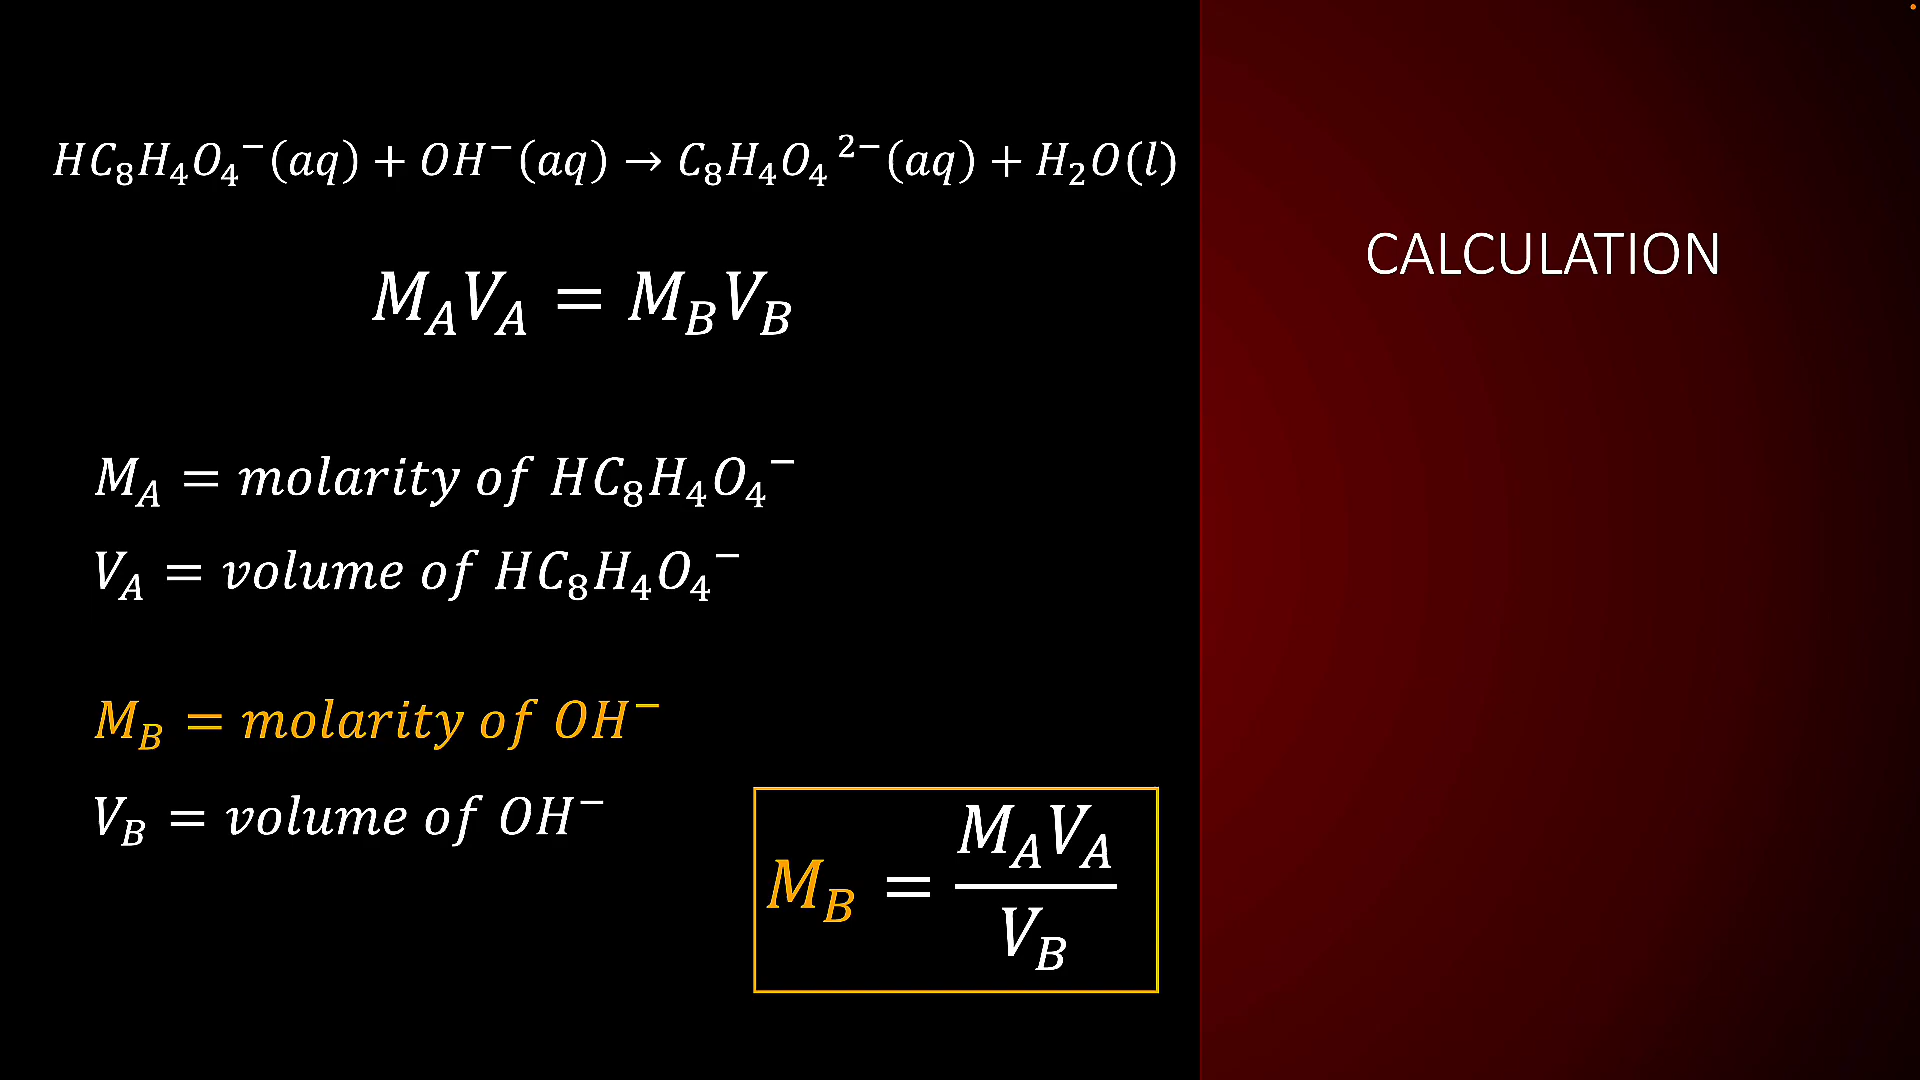 HC₈H₄O₄⁻(aq) + OH⁻(aq) → C₈H₄O₄²⁻(aq) + H₂O(l)
CALCULATION
M_A V_A = M_B V_B
M_A = molarity of HC₈H₄O₄⁻
V_A = volume of HC₈H₄O₄⁻
M_B = molarity of OH⁻
V_B = volume of OH⁻
M_B = M_A V_A / V_B